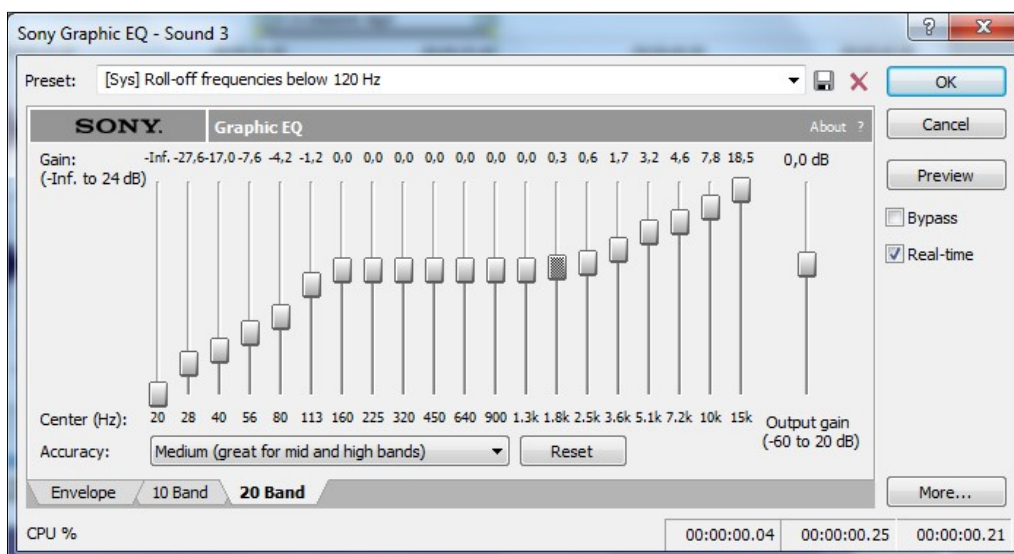 Sony Graphic EQ - Sound 3
Preset: [Sys] Roll-off frequencies below 120 Hz
OK
SONY. Graphic EQ About ?
Cancel
Gain: -Inf. -27,6 -17,0 -7,6 -4,2 -1,2 0,0 0,0 0,0 0,0 0,0 0,0 0,0 0,3 0,6 1,7 3,2 4,6 7,8 18,5 0,0 dB
(-Inf. to 24 dB)
Preview
Bypass
Real-time
Center (Hz): 20 28 40 56 80 113 160 225 320 450 640 900 1.3k 1.8k 2.5k 3.6k 5.1k 7.2k 10k 15k Output gain
(-60 to 20 dB)
Accuracy: Medium (great for mid and high bands) Reset
Envelope 10 Band 20 Band
More...
CPU % 00:00:00.04 00:00:00.25 00:00:00.21